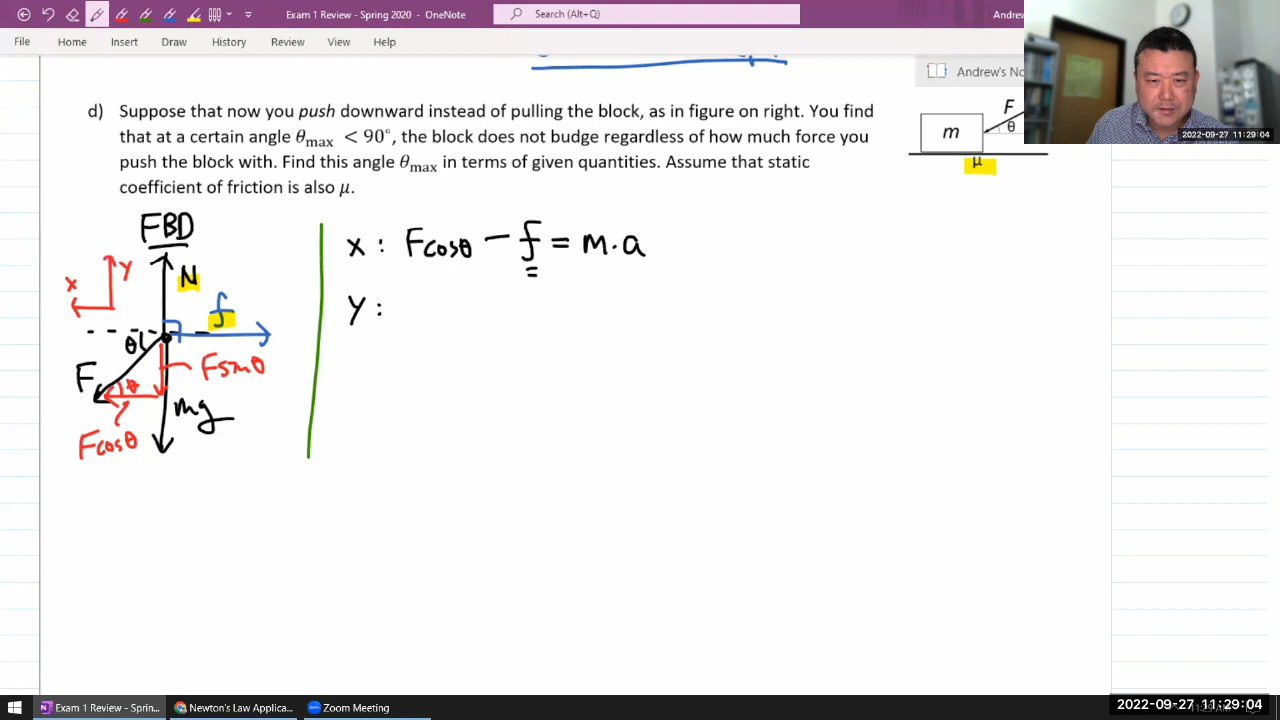 Exam 1 Review - Spring 2020 - OneNote
Search (Alt+Q)
Andrew
File Home Insert Draw History Review View Help
Andrew's No
d) Suppose that now you push downward instead of pulling the block, as in figure on right. You find
that at a certain angle θmax < 90°, the block does not budge regardless of how much force you
push the block with. Find this angle θmax in terms of given quantities. Assume that static
coefficient of friction is also μ.
m
F
θ
μ
2022-09-27 11:29:04
FBD
x
y
N
f
θ
F
θ
Fsinθ
mg
Fcosθ
x : Fcosθ - f = m·a
y :
Exam 1 Review - Spring...
Newton's Law Applica...
Zoom Meeting
2022-09-27 11:29:04